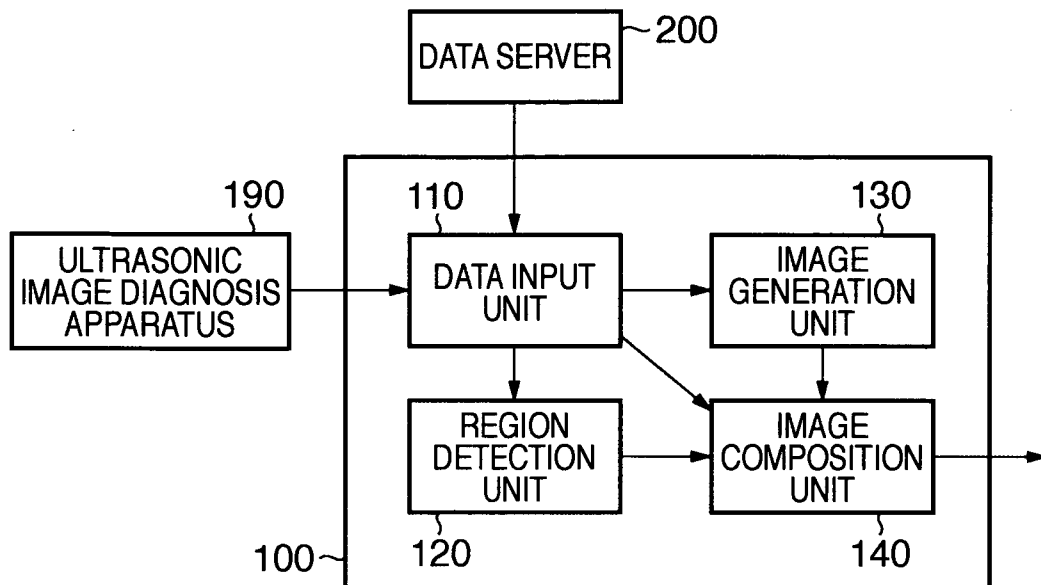 200
DATA SERVER
190
110
130
ULTRASONIC
IMAGE DIAGNOSIS
APPARATUS
DATA INPUT
UNIT
IMAGE
GENERATION
UNIT
REGION
DETECTION
UNIT
IMAGE
COMPOSITION
UNIT
100
120
140